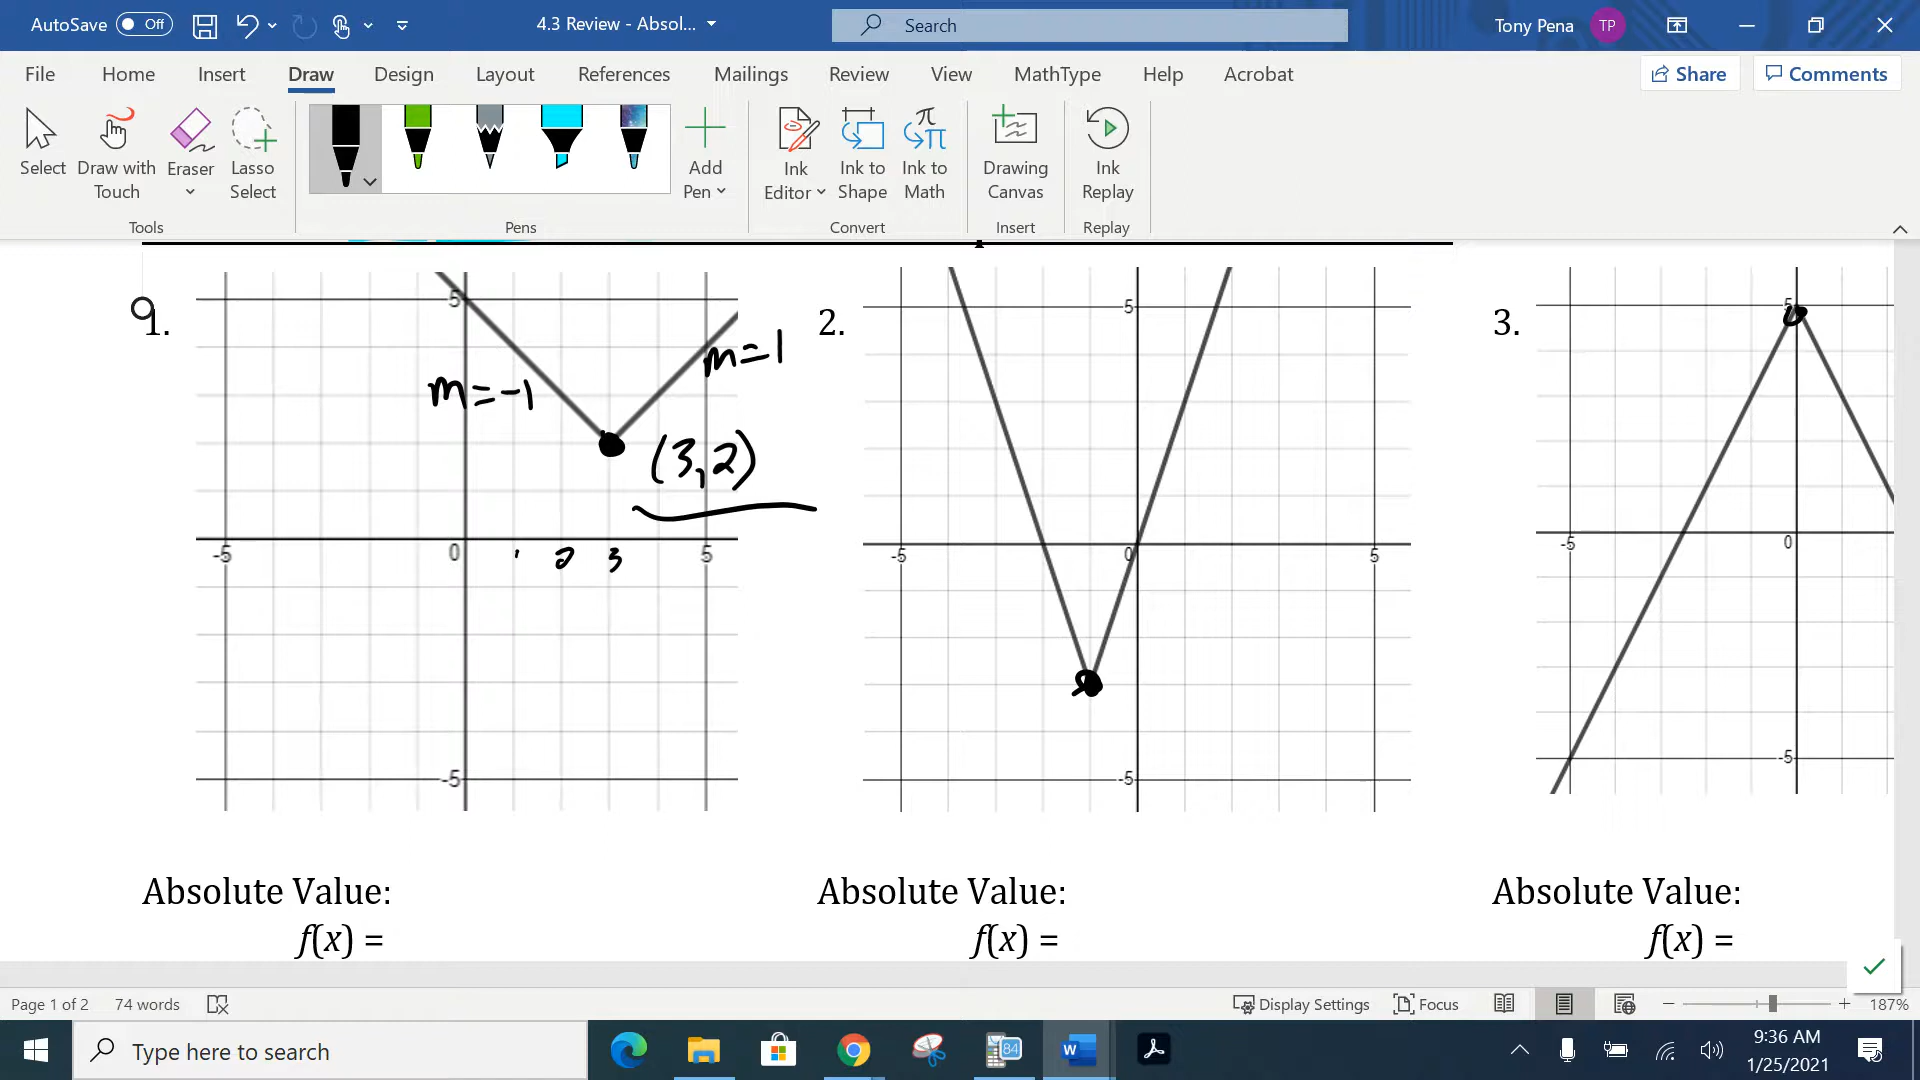 AutoSave Off
4.3 Review - Absol...
Search
Tony Pena TP
File Home Insert Draw Design Layout References Mailings Review View MathType Help Acrobat
Share Comments
Select
Draw with Touch
Eraser
Lasso Select
Add Pen
Ink Editor
Ink to Shape
Ink to Math
Drawing Canvas
Ink Replay
Tools
Pens
Convert
Insert
Replay
9.
5
m=-1
m=1
(3,2)
-5 0 1 2 3 5
-5
2.
5
-5 0 5
-5
3.
5
-5 0
-5
Absolute Value:
f(x) =
Absolute Value:
f(x) =
Absolute Value:
f(x) =
Page 1 of 2 74 words
Display Settings Focus 187%
Type here to search
84
W
9:36 AM
1/25/2021